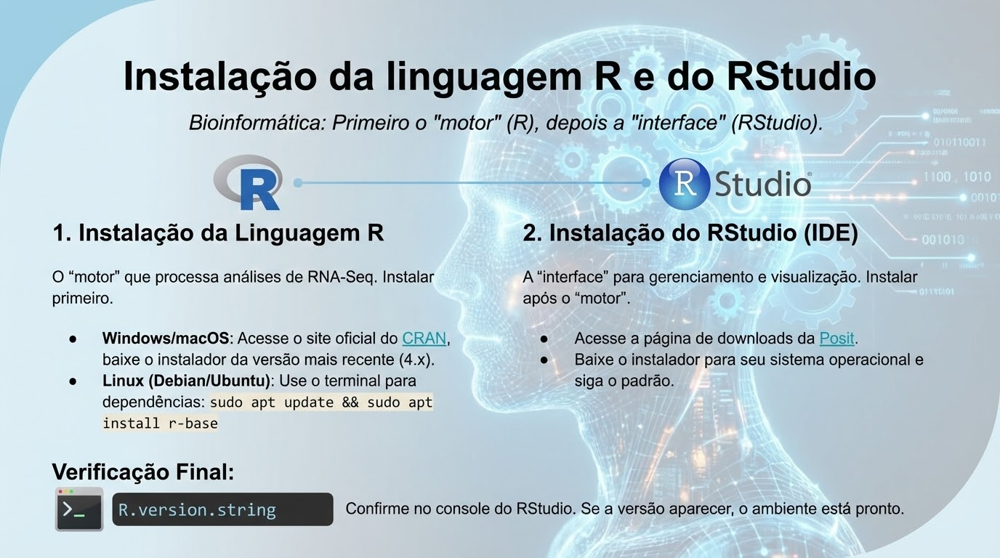 Instalação da linguagem R e do RStudio
Bioinformática: Primeiro o "motor" (R), depois a "interface" (RStudio).
R
R Studio
1. Instalação da Linguagem R
O “motor” que processa análises de RNA-Seq. Instalar
primeiro.
● Windows/macOS: Acesse o site oficial do CRAN,
baixe o instalador da versão mais recente (4.x).
● Linux (Debian/Ubuntu): Use o terminal para
dependências: sudo apt update && sudo apt
install r-base
2. Instalação do RStudio (IDE)
A “interface” para gerenciamento e visualização. Instalar
após o “motor”.
● Acesse a página de downloads da Posit.
● Baixe o instalador para seu sistema operacional e
siga o padrão.
010110011
1100, 1010
00101
Verificação Final:
>_
R.version.string
Confirme no console do RStudio. Se a versão aparecer, o ambiente está pronto.